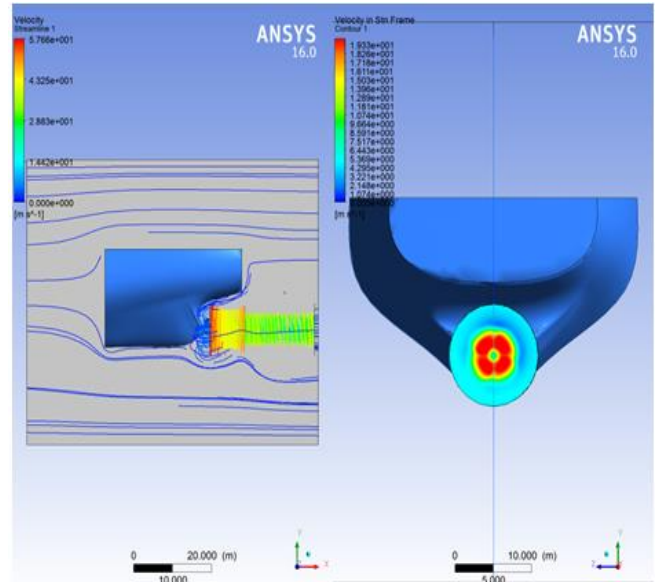 Velocity
Streamline 1
5.766e+001
4.325e+001
2.883e+001
1.442e+001
0.000e+000
[m s^-1]
ANSYS
16.0
0
20.000 (m)
10.000
Y
X
Velocity in Stn Frame
Contour 1
1.933e+001
1.826e+001
1.718e+001
1.611e+001
1.503e+001
1.396e+001
1.289e+001
1.181e+001
1.074e+001
9.664e+000
8.591e+000
7.517e+000
6.443e+000
5.369e+000
4.295e+000
3.221e+000
2.148e+000
1.074e+000
[m s^-1]
ANSYS
16.0
0
10.000 (m)
5.000
Y
Z